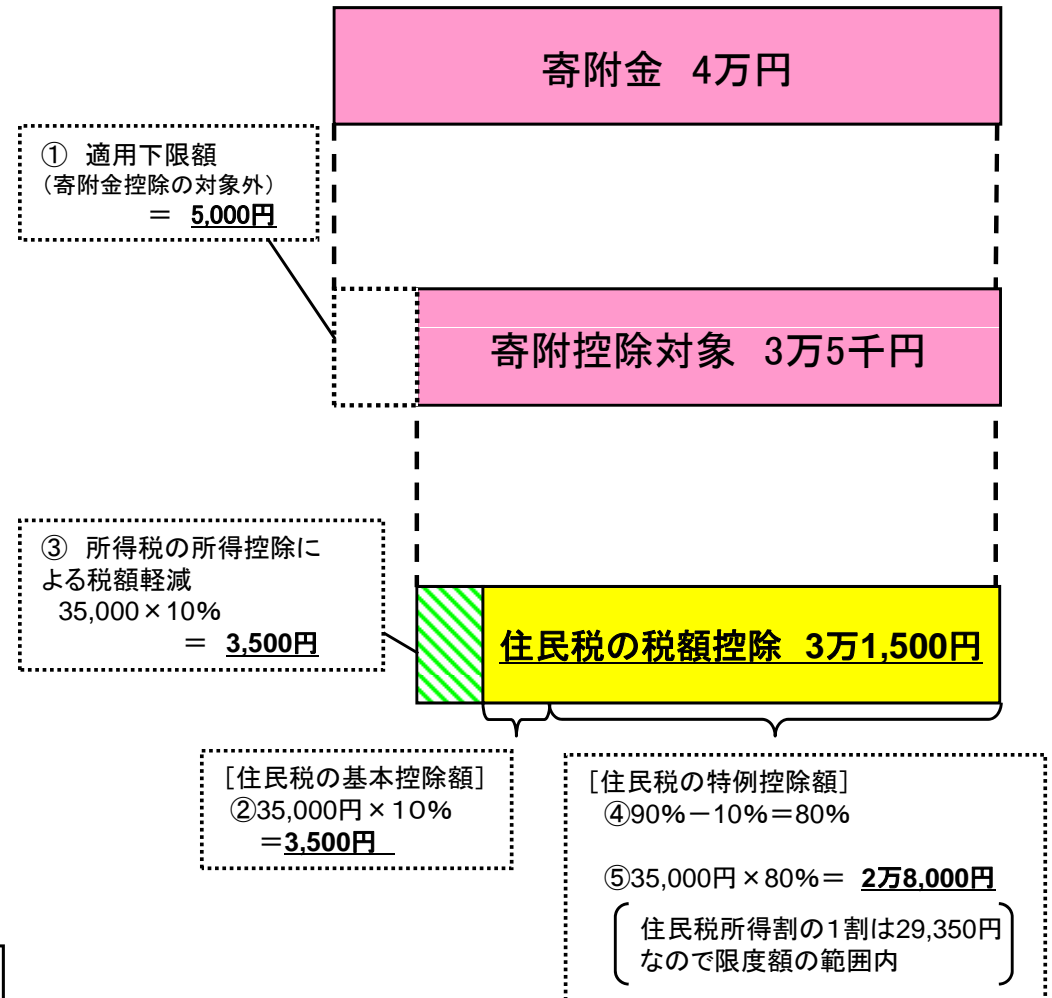 寄附金 4万円
① 適用下限額
（寄附金控除の対象外）
＝ 5,000円
寄附控除対象 3万5千円
③ 所得税の所得控除に
よる税額軽減
35,000×10%
＝ 3,500円
住民税の税額控除 3万1,500円
［住民税の基本控除額］
②35,000円×10%
＝3,500円
［住民税の特例控除額］
④90%－10%＝80%
⑤35,000円×80%＝ 2万8,000円
住民税所得割の1割は29,350円
なので限度額の範囲内